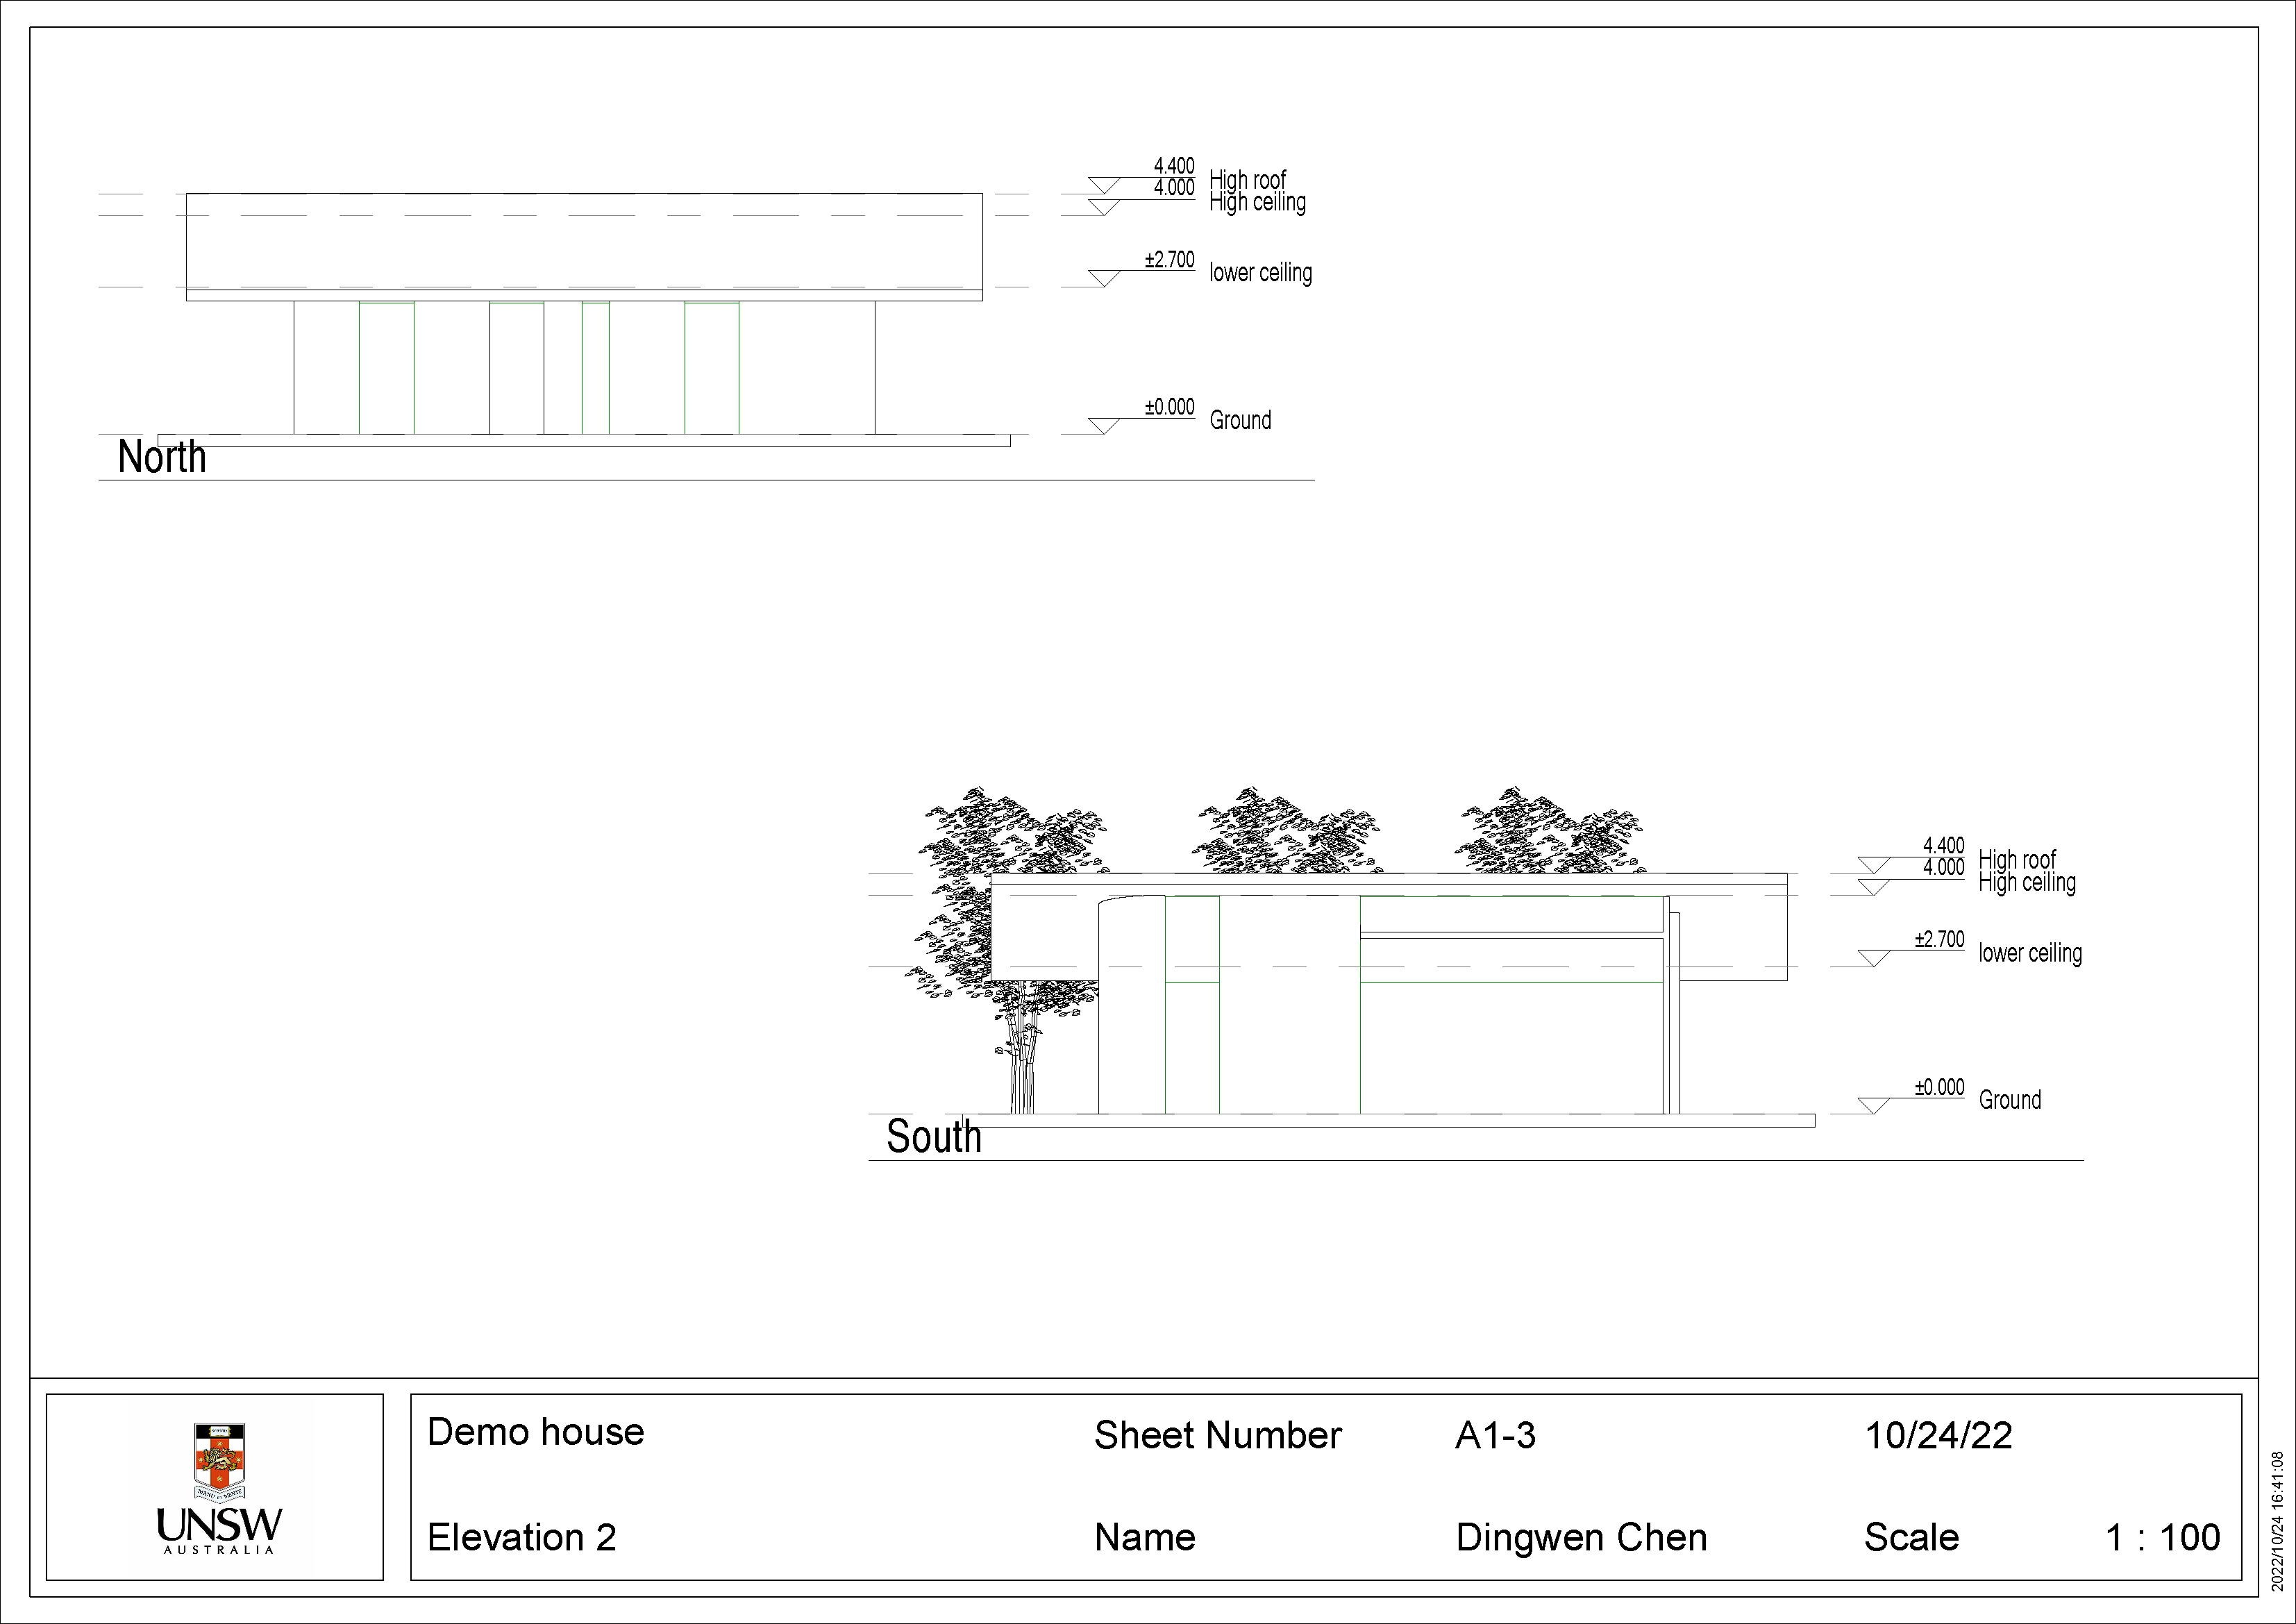 4.400
High roof
4.000
High ceiling
±2.700
lower ceiling
±0.000
Ground
North
4.400
High roof
4.000
High ceiling
±2.700
lower ceiling
±0.000
Ground
South
Demo house
Sheet Number
A1-3
10/24/22
Elevation 2
Name
Dingwen Chen
Scale
1 : 100
MANU ET MENTE
UNSW
AUSTRALIA
2022/10/24 16:41:08